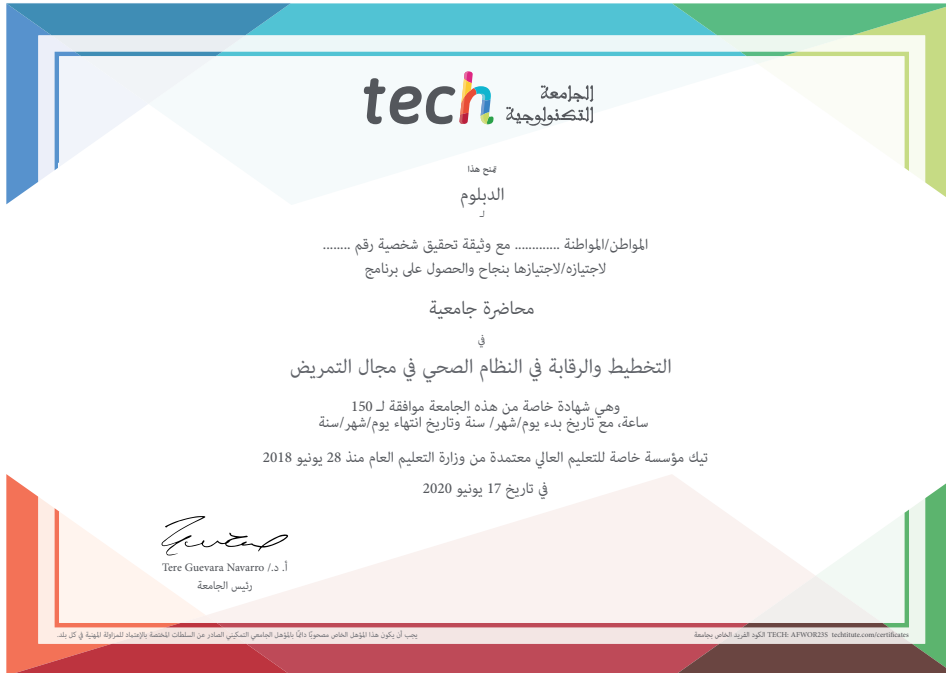 tech الجامعة
التكنولوجية
تمنح هذا
الدبلوم
لـ
المواطن/المواطنة ............. مع وثيقة تحقيق شخصية رقم ........
لاجتيازه/لاجتيازها بنجاح والحصول على برنامج
محاضرة جامعية
في
التخطيط والرقابة في النظام الصحي في مجال التمريض
وهي شهادة خاصة من هذه الجامعة موافقة لـ 150
ساعة، مع تاريخ بدء يوم/شهر/ سنة وتاريخ انتهاء يوم/شهر/سنة
تيك مؤسسة خاصة للتعليم العالي معتمدة من وزارة التعليم العام منذ 28 يونيو 2018
في تاريخ 17 يونيو 2020
أ. د./ Tere Guevara Navarro
رئيس الجامعة
يجب أن يكون هذا المؤهل الخاص مصحوبًا دائمًا بالمؤهل الجامعي التمكيني الصادر عن السلطات المختصة بالإعتماد للمزاولة المهنية في كل بلد.
الكود الفريد الخاص بجامعة TECH: AFWOR23S techtitute.com/certificates